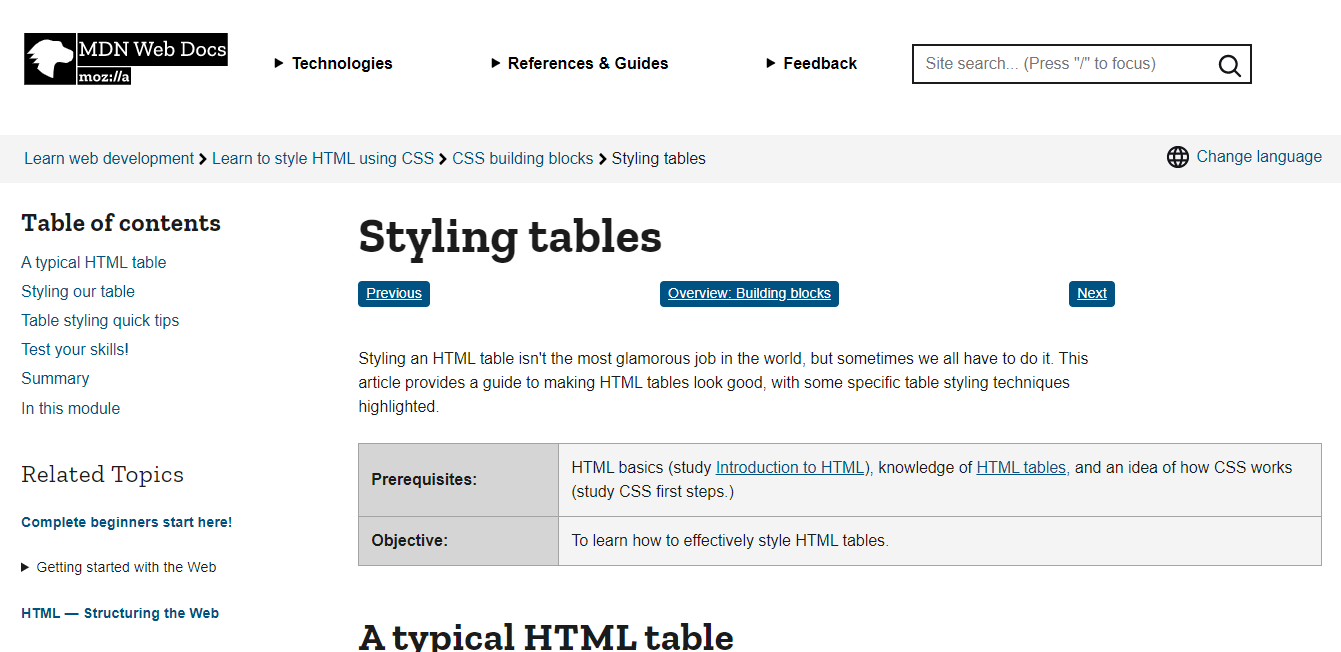 MDN Web Docs
moz://a
Technologies
References & Guides
Feedback
Site search... (Press "/" to focus)
Learn web development
Learn to style HTML using CSS
CSS building blocks
Styling tables
Change language
Table of contents
A typical HTML table
Styling our table
Table styling quick tips
Test your skills!
Summary
In this module
Related Topics
Complete beginners start here!
Getting started with the Web
HTML — Structuring the Web
Styling tables
Previous
Overview: Building blocks
Next
Styling an HTML table isn't the most glamorous job in the world, but sometimes we all have to do it. This
article provides a guide to making HTML tables look good, with some specific table styling techniques
highlighted.
Prerequisites:
HTML basics (study Introduction to HTML), knowledge of HTML tables, and an idea of how CSS works
(study CSS first steps.)
Objective:
To learn how to effectively style HTML tables.
A typical HTML table